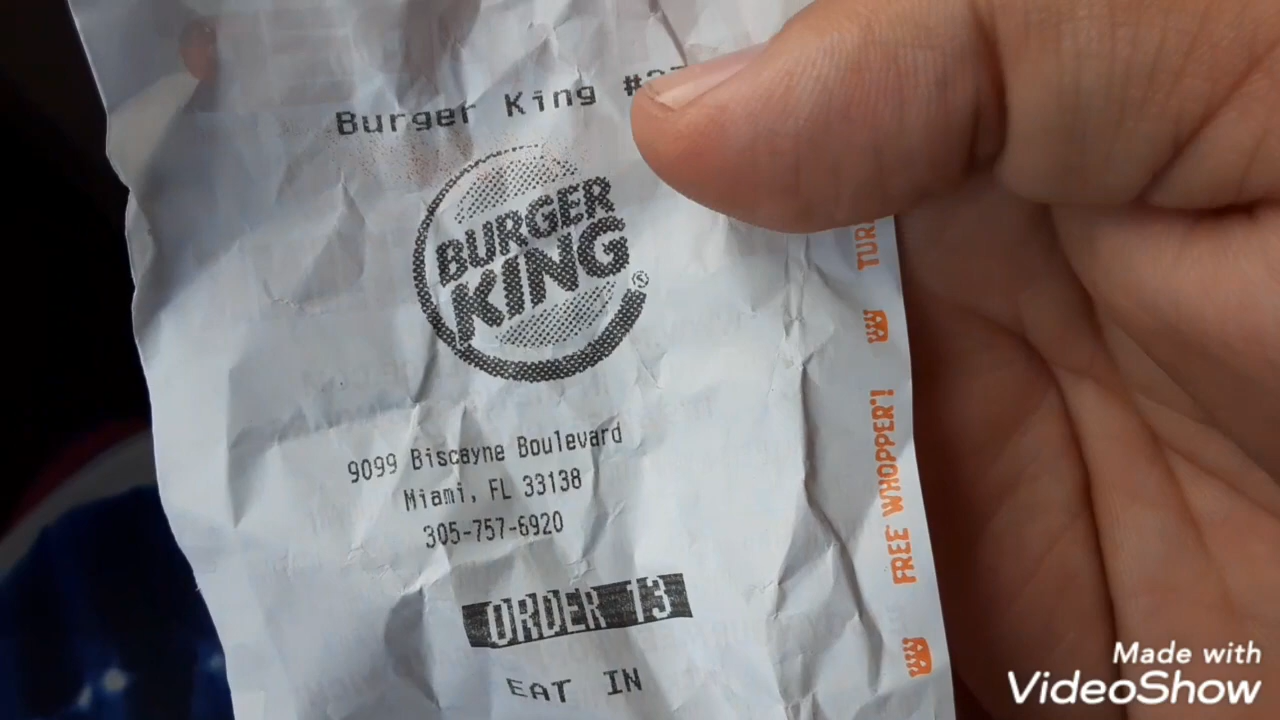 Burger King
BURGER
KING
®
9099 Biscayne Boulevard
Miami, FL 33138
305-757-6920
ORDER 13
EAT IN
FREE WHOPPER®!
Made with
VideoShow